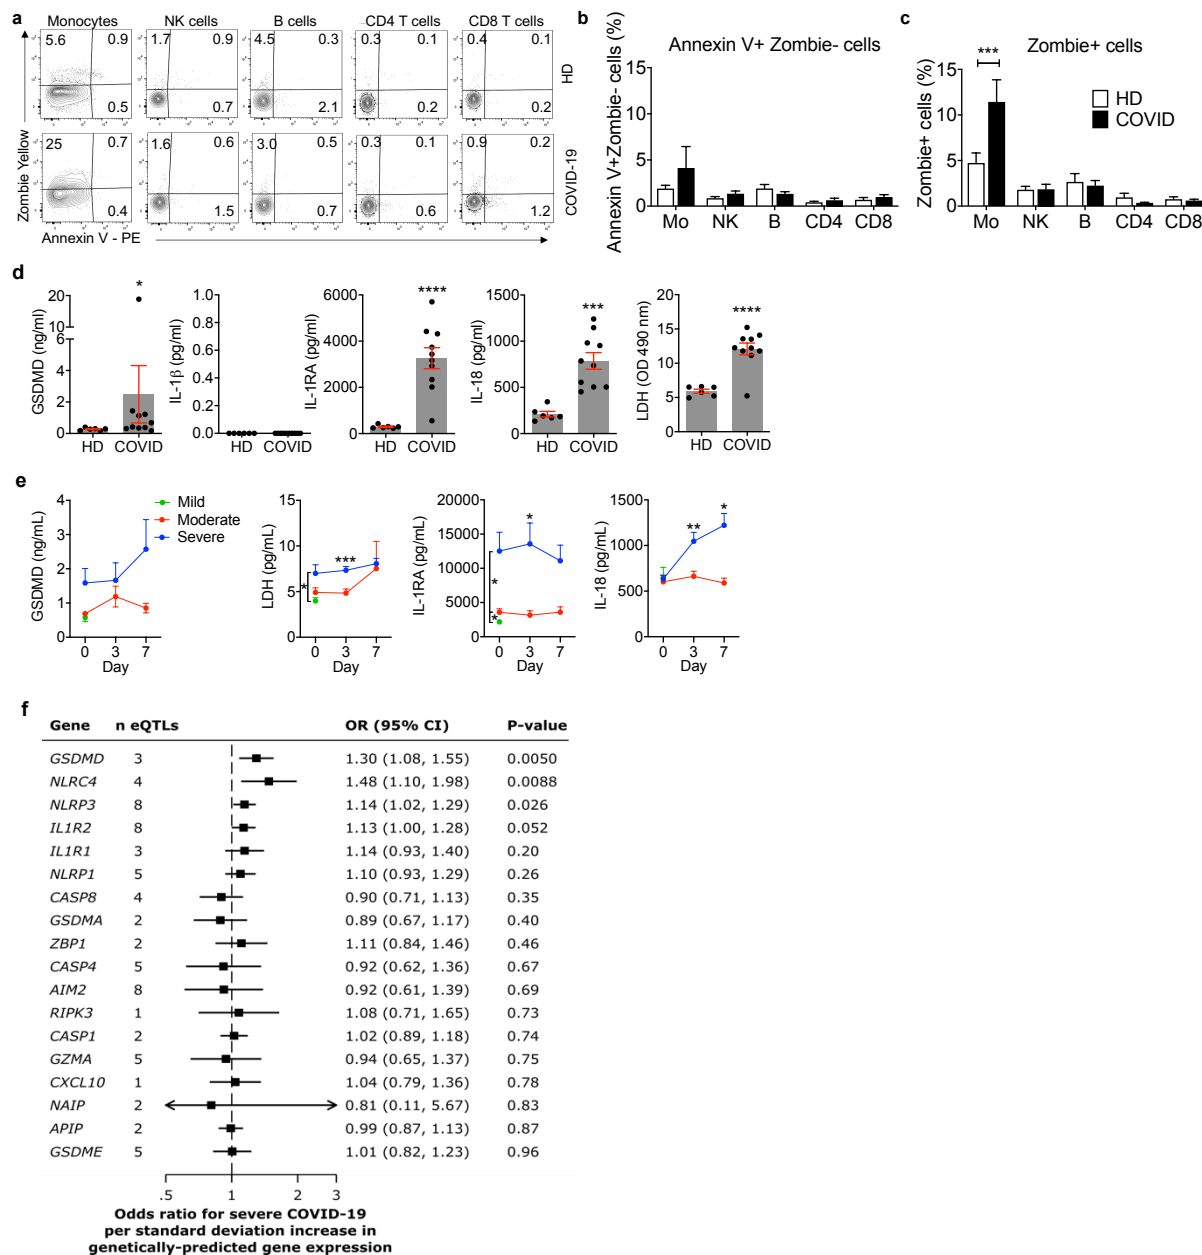 a
Monocytes NK cells B cells CD4 T cells CD8 T cells
5.6 0.9 1.7 0.9 4.5 0.3 0.3 0.1 0.4 0.1
HD
0.5 0.7 2.1 0.2 0.2
25 0.7 1.6 0.6 3.0 0.5 0.3 0.1 0.9 0.2
COVID-19
0.4 1.5 0.7 0.6 1.2
Zombie Yellow
Annexin V - PE
b
Annexin V+ Zombie- cells
Annexin V+Zombie- cells (%)
15
10
5
0
Mo NK B CD4 CD8
c
Zombie+ cells
Zombie+ cells (%)
***
HD
COVID
15
10
5
0
Mo NK B CD4 CD8
d
GSDMD (ng/ml)
20
10
6
4
2
0
*
HD COVID
IL-1β (pg/ml)
1.0
0.8
0.6
0.4
0.2
0.0
HD COVID
IL-1RA (pg/ml)
6000
4000
2000
0
****
HD COVID
IL-18 (pg/ml)
1500
1000
500
0
***
HD COVID
LDH (OD 490 nm)
20
15
10
5
0
****
HD COVID
e
GSDMD (ng/mL)
4
3
2
1
0
0 3 7
Day
Mild
Moderate
Severe
LDH (pg/mL)
15
10
5
0
***
*
0 3 7
Day
IL-1RA (pg/mL)
20000
15000
10000
5000
0
*
*
*
0 3 7
Day
IL-18 (pg/mL)
1500
1000
500
0
**
*
0 3 7
Day
f
Gene n eQTLs OR (95% CI) P-value
GSDMD 3 1.30 (1.08, 1.55) 0.0050
NLRC4 4 1.48 (1.10, 1.98) 0.0088
NLRP3 8 1.14 (1.02, 1.29) 0.026
IL1R2 8 1.13 (1.00, 1.28) 0.052
IL1R1 3 1.14 (0.93, 1.40) 0.20
NLRP1 5 1.10 (0.93, 1.29) 0.26
CASP8 4 0.90 (0.71, 1.13) 0.35
GSDMA 2 0.89 (0.67, 1.17) 0.40
ZBP1 2 1.11 (0.84, 1.46) 0.46
CASP4 5 0.92 (0.62, 1.36) 0.67
AIM2 8 0.92 (0.61, 1.39) 0.69
RIPK3 1 1.08 (0.71, 1.65) 0.73
CASP1 2 1.02 (0.89, 1.18) 0.74
GZMA 5 0.94 (0.65, 1.37) 0.75
CXCL10 1 1.04 (0.79, 1.36) 0.78
NAIP 2 0.81 (0.11, 5.67) 0.83
APIP 2 0.99 (0.87, 1.13) 0.87
GSDME 5 1.01 (0.82, 1.23) 0.96
.5 1 2 3
Odds ratio for severe COVID-19
per standard deviation increase in
genetically-predicted gene expression